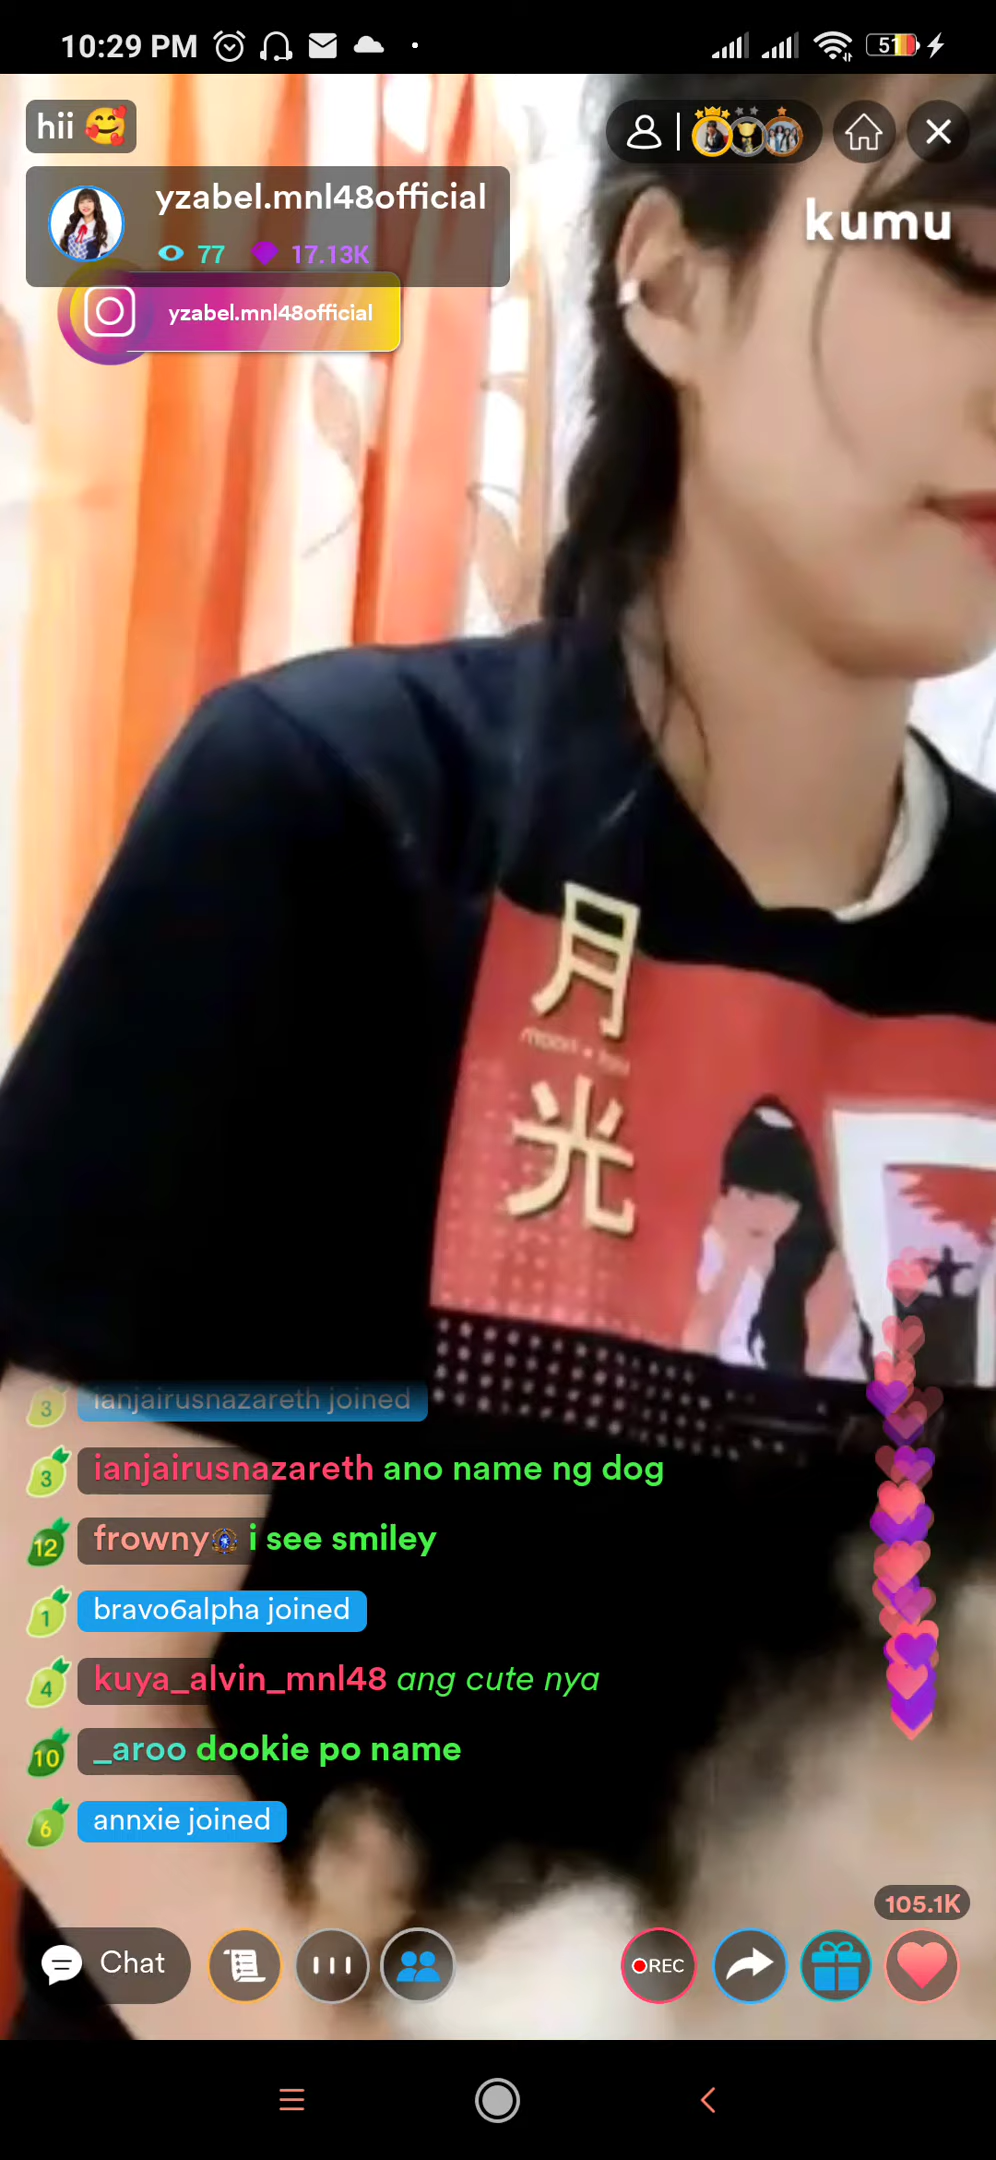 10:29 PM
51
hii 🥰
yzabel.mnl48official
77 17.13K
kumu
yzabel.mnl48official
月
moon
光
3 ianjairusnazareth joined
3 ianjairusnazareth ano name ng dog
12 frowny i see smiley
1 bravo6alpha joined
4 kuya_alvin_mnl48 ang cute nya
10 _aroo dookie po name
6 annxie joined
105.1K
Chat
REC